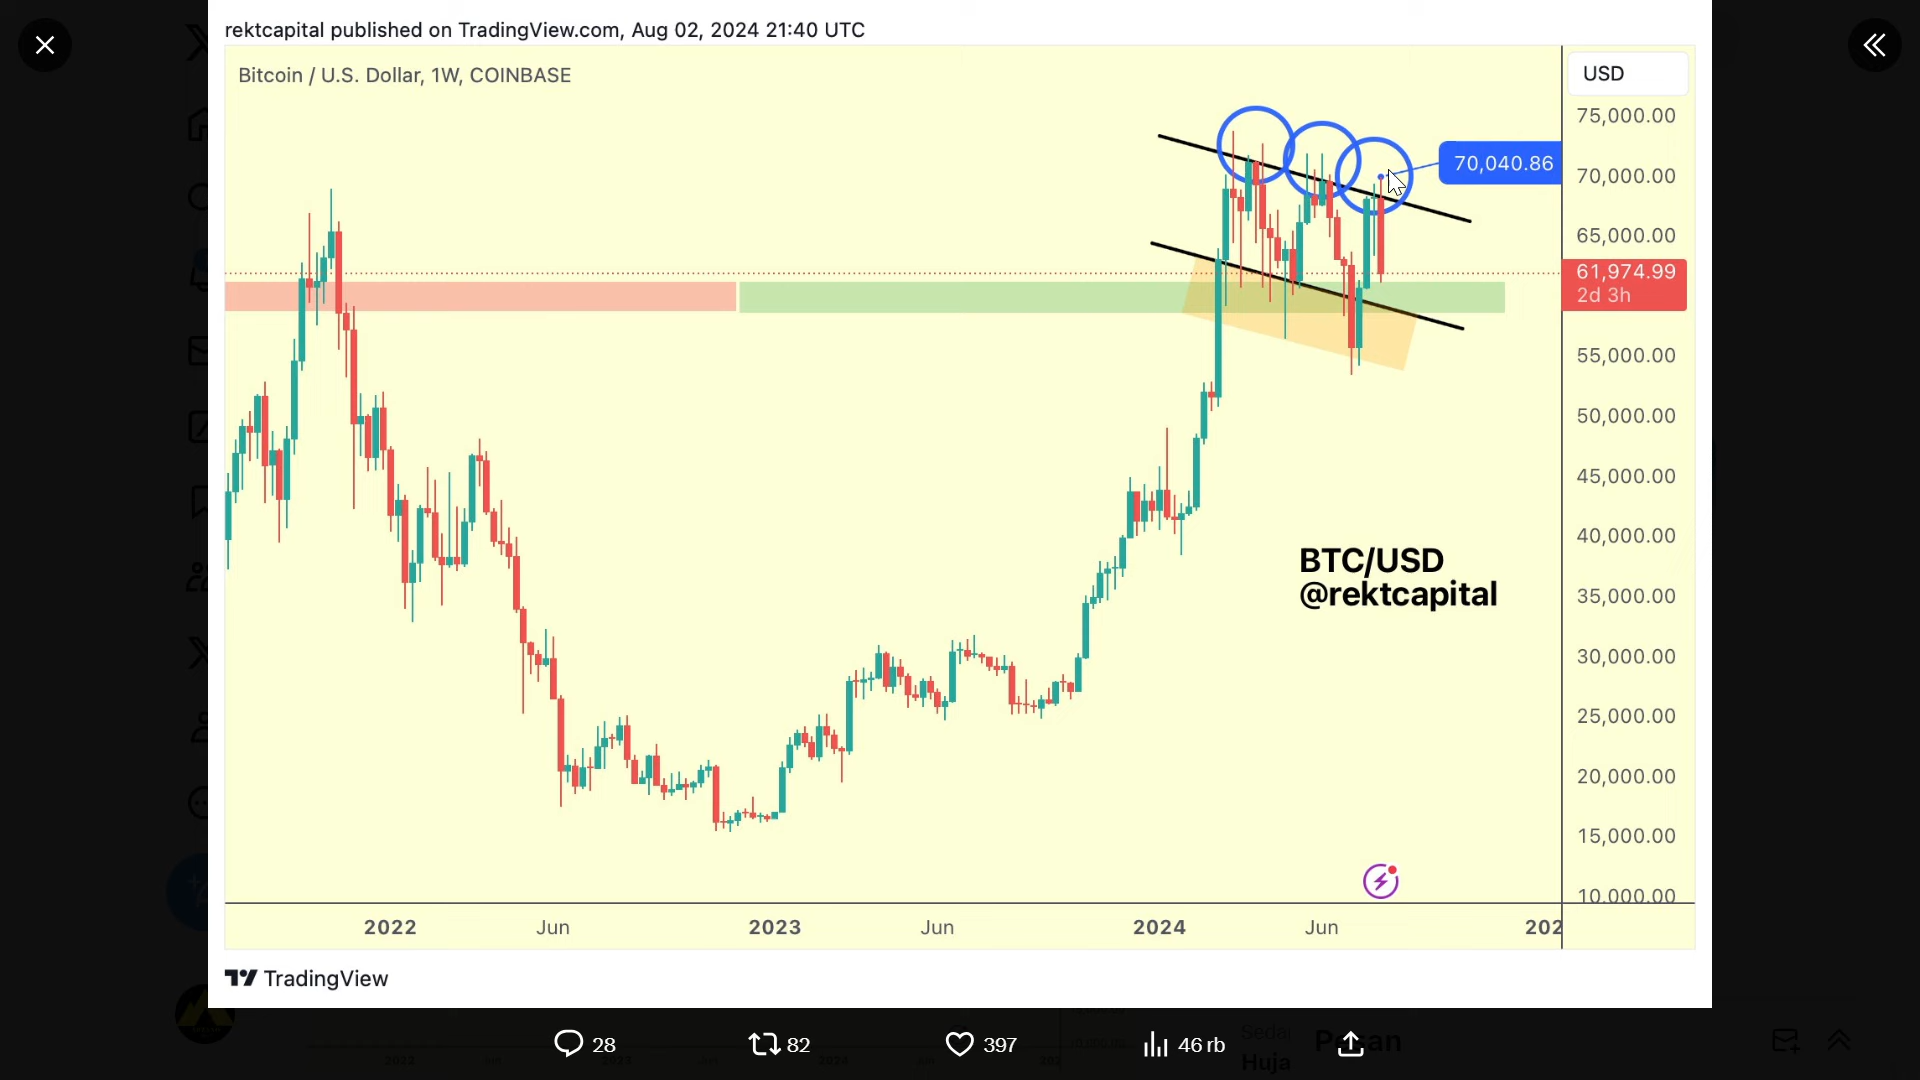 rektcapital published on TradingView.com, Aug 02, 2024 21:40 UTC
Bitcoin / U.S. Dollar, 1W, COINBASE
USD
75,000.00
70,040.86
70,000.00
65,000.00
61,974.99
2d 3h
55,000.00
50,000.00
45,000.00
40,000.00
BTC/USD
@rektcapital
35,000.00
30,000.00
25,000.00
20,000.00
15,000.00
10,000.00
2022
Jun
2023
Jun
2024
Jun
202
TradingView
28
82
397
46 rb